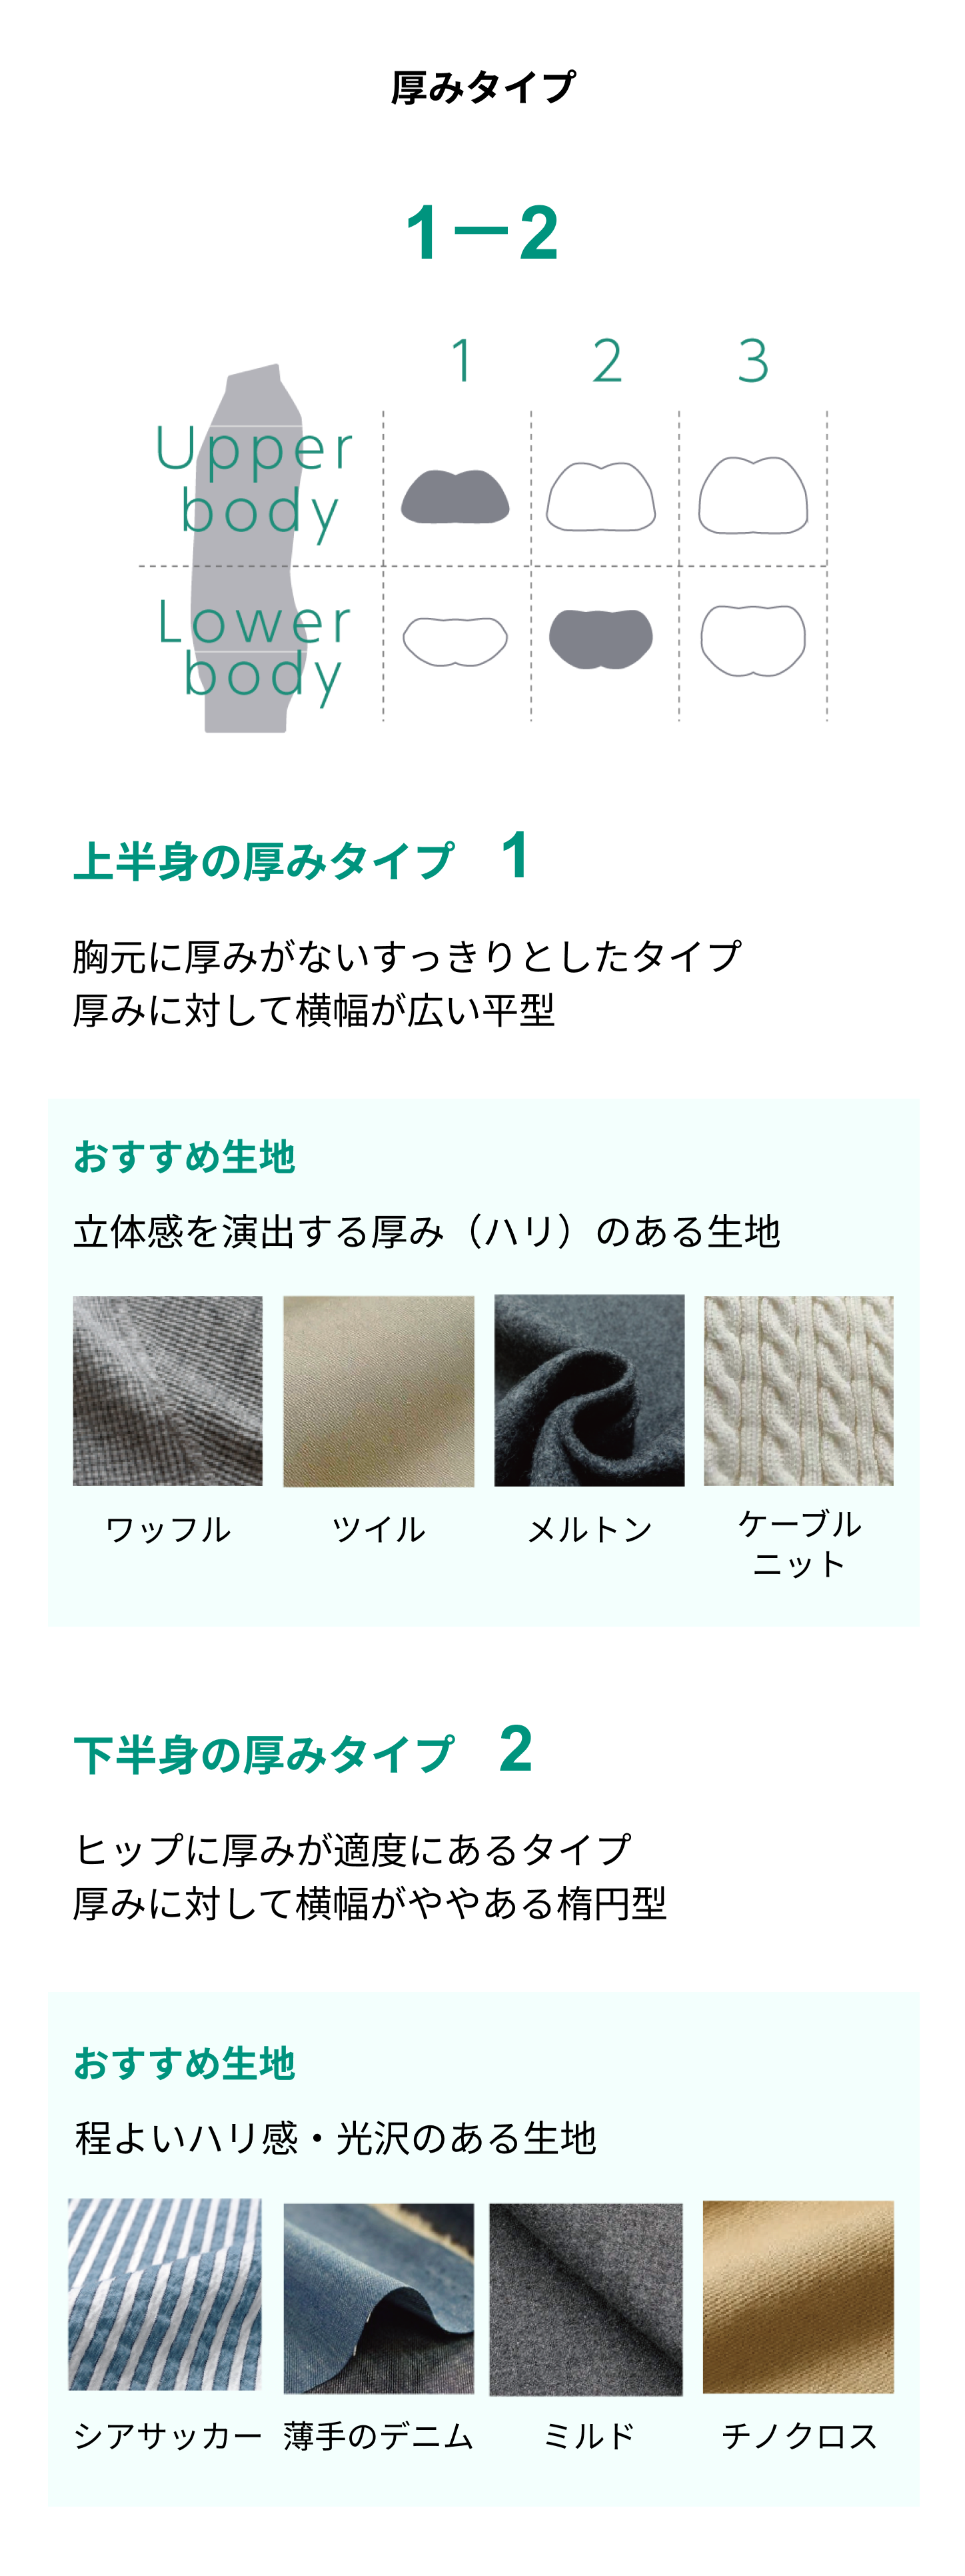 厚みタイプ
1ー2
1 2 3
Upper
body
Lower
body
上半身の厚みタイプ 1
胸元に厚みがないすっきりとしたタイプ
厚みに対して横幅が広い平型
おすすめ生地
立体感を演出する厚み（ハリ）のある生地
ワッフル ツイル メルトン ケーブル
ニット
下半身の厚みタイプ 2
ヒップに厚みが適度にあるタイプ
厚みに対して横幅がややある楕円型
おすすめ生地
程よいハリ感・光沢のある生地
シアサッカー 薄手のデニム ミルド チノクロス